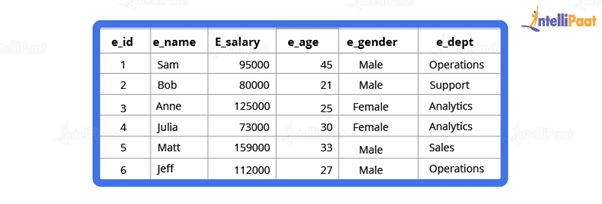 INTELLIPAAT
e_id e_name E_salary e_age e_gender e_dept
1 Sam 95000 45 Male Operations
2 Bob 80000 21 Male Support
3 Anne 125000 25 Female Analytics
4 Julia 73000 30 Female Analytics
5 Matt 159000 33 Male Sales
6 Jeff 112000 27 Male Operations